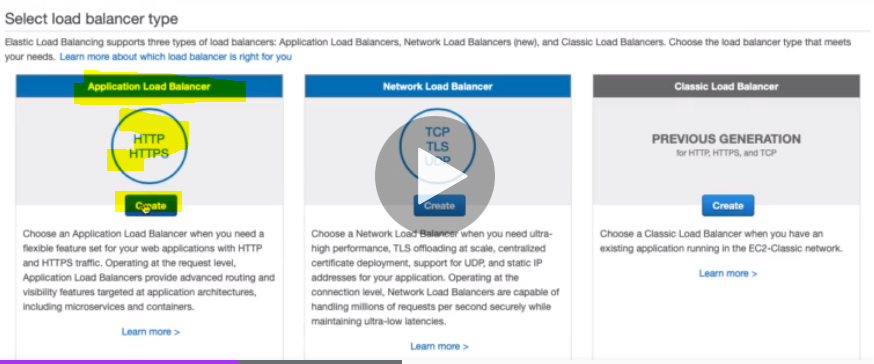 Select load balancer type
Elastic Load Balancing supports three types of load balancers: Application Load Balancers, Network Load Balancers (new), and Classic Load Balancers. Choose the load balancer type that meets
your needs. Learn more about which load balancer is right for you
Application Load Balancer
HTTP
HTTPS
Create
Choose an Application Load Balancer when you need a
flexible feature set for your web applications with HTTP
and HTTPS traffic. Operating at the request level,
Application Load Balancers provide advanced routing and
visibility features targeted at application architectures,
including microservices and containers.
Learn more >
Network Load Balancer
TCP
TLS
UDP
Create
Choose a Network Load Balancer when you need ultra-
high performance, TLS offloading at scale, centralized
certificate deployment, support for UDP, and static IP
addresses for your application. Operating at the
connection level, Network Load Balancers are capable of
handling millions of requests per second securely while
maintaining ultra-low latencies.
Learn more >
Classic Load Balancer
PREVIOUS GENERATION
for HTTP, HTTPS, and TCP
Create
Choose a Classic Load Balancer when you have an
existing application running in the EC2-Classic network.
Learn more >